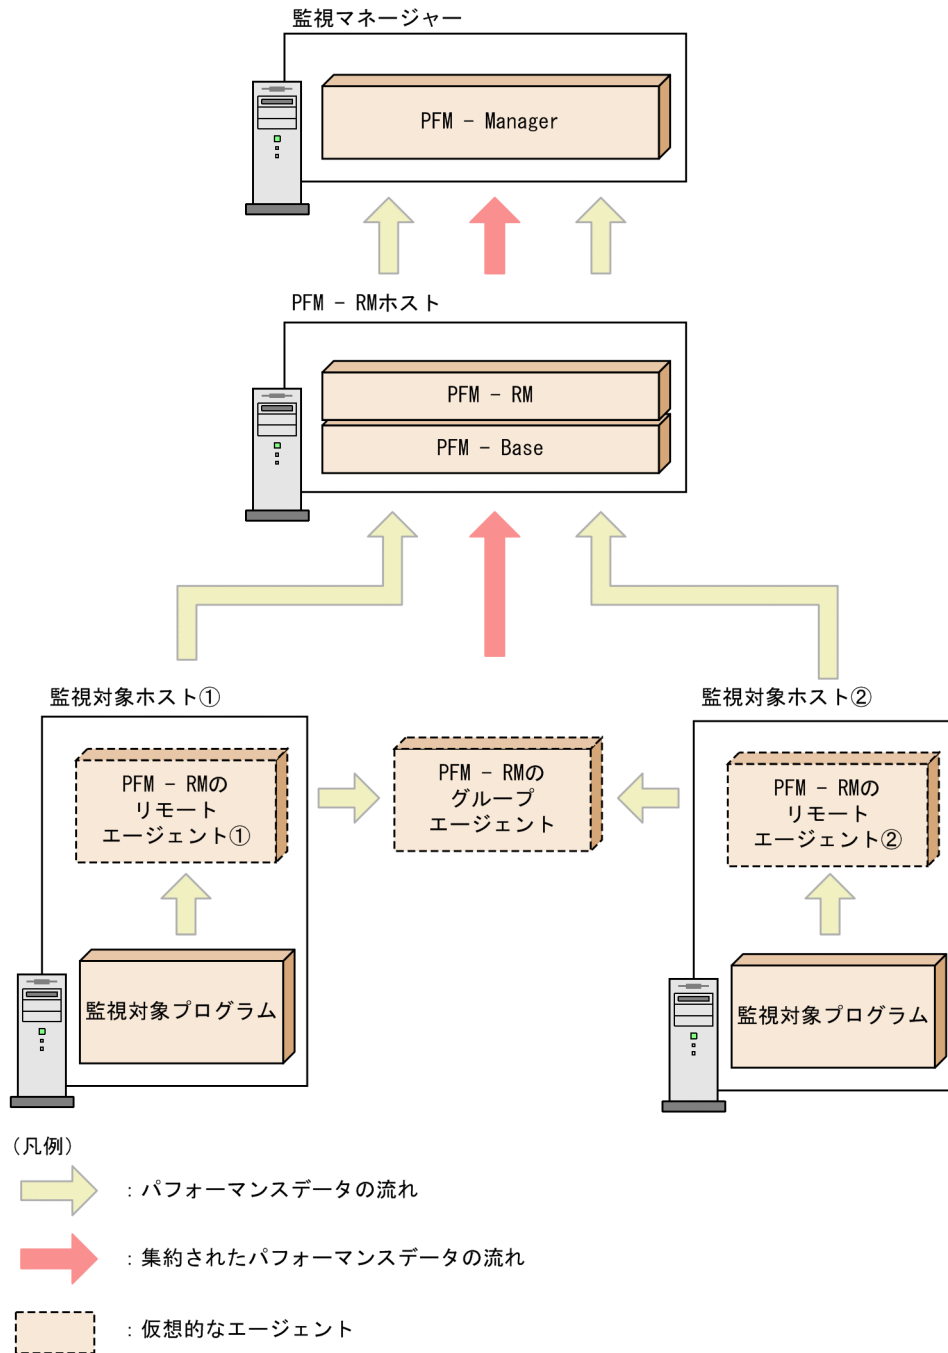 監視マネージャー
PFM － Manager
PFM － RMホスト
PFM － RM
PFM － Base
監視対象ホスト①
監視対象ホスト②
PFM － RMの
リモート
エージェント①
PFM － RMの
グループ
エージェント
PFM － RMの
リモート
エージェント②
監視対象プログラム
監視対象プログラム
（凡例）
：パフォーマンスデータの流れ
：集約されたパフォーマンスデータの流れ
：仮想的なエージェント